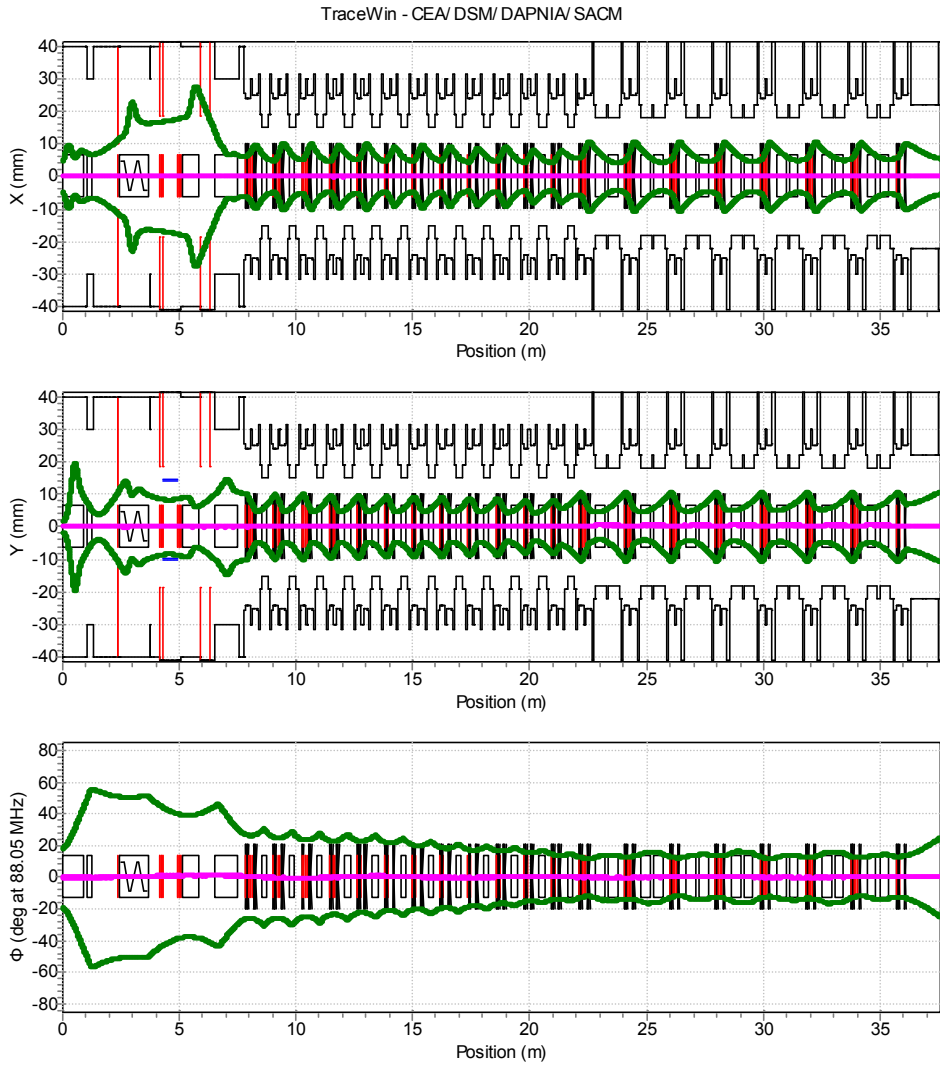 TraceWin - CEA/ DSM/ DAPNIA/ SACM
40
30
20
10
0
-10
-20
-30
-40
X (mm)
0 5 10 15 20 25 30 35
Position (m)
40
30
20
10
0
-10
-20
-30
-40
Y (mm)
0 5 10 15 20 25 30 35
Position (m)
80
60
40
20
0
-20
-40
-60
-80
Φ (deg at 88.05 MHz)
0 5 10 15 20 25 30 35
Position (m)